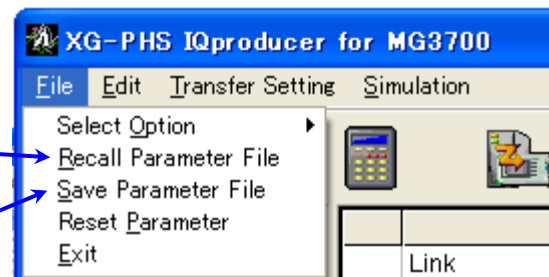 XG-PHS IQproducer for MG3700
File Edit Transfer Setting Simulation
Select Option
Recall Parameter File
Save Parameter File
Reset Parameter
Exit
Link